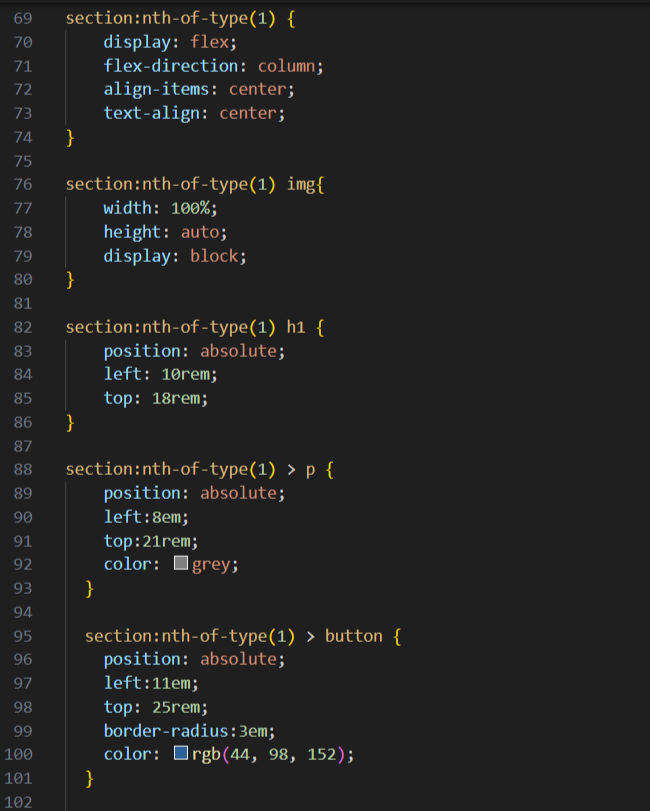 69 section:nth-of-type(1) {
70     display: flex;
71     flex-direction: column;
72     align-items: center;
73     text-align: center;
74 }
75
76 section:nth-of-type(1) img{
77     width: 100%;
78     height: auto;
79     display: block;
80 }
81
82 section:nth-of-type(1) h1 {
83     position: absolute;
84     left: 10rem;
85     top: 18rem;
86 }
87
88 section:nth-of-type(1) > p {
89     position: absolute;
90     left:8em;
91     top:21rem;
92     color: grey;
93   }
94
95   section:nth-of-type(1) > button {
96     position: absolute;
97     left:11em;
98     top: 25rem;
99     border-radius:3em;
100     color: rgb(44, 98, 152);
101   }
102